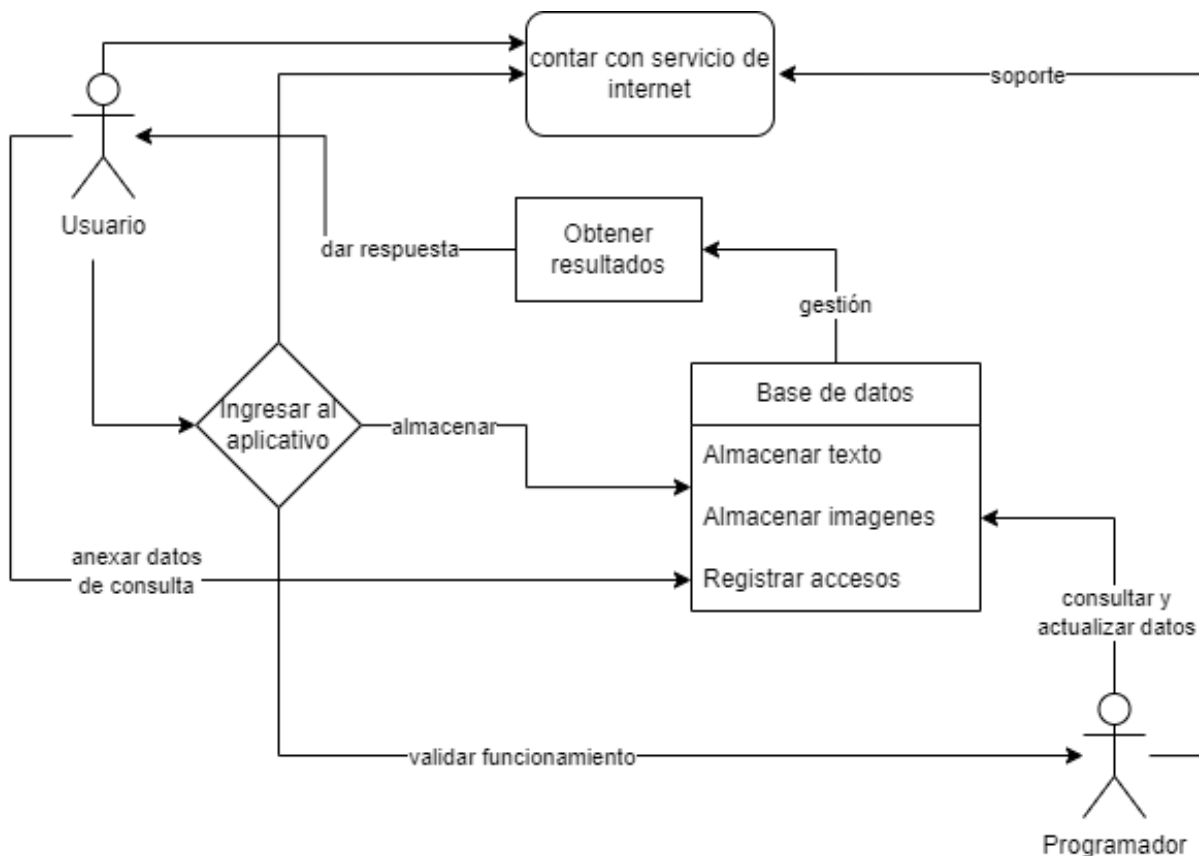 contar con servicio de
internet
soporte
Usuario
dar respuesta
Obtener
resultados
gestión
Base de datos
Ingresar al
aplicativo
almacenar
Almacenar texto
Almacenar imagenes
Registrar accesos
anexar datos
de consulta
consultar y
actualizar datos
validar funcionamiento
Programador